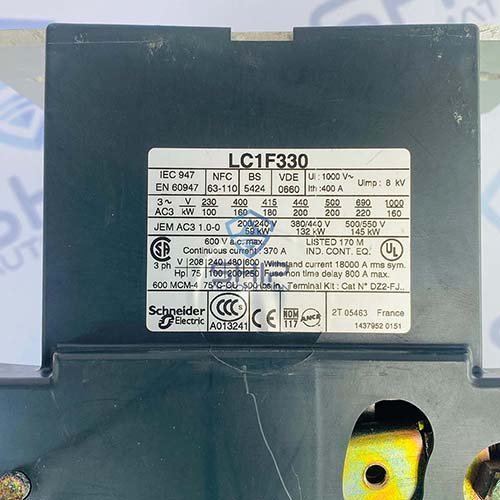 LC1F330
IEC 947 NFC BS VDE Ui : 1000 V~ Uimp : 8 kV
EN 60947 63-110 5424 0660 Ith : 400 A
3~ V 230 400 415 440 500 690 1000
AC3 kW 100 160 180 200 200 220 160
JEM AC3 1.0-0 200/240 V 380/440 V 500/550 V
59 kW 132 kW 145 kW
600 V a.c. max. LISTED 170 M
Continuous current 370 A IND. CONT. EQ.
3 ph V 208 240 480 600 Withstand current 18000 A rms sym.
Hp 75 100 200 250 Function time delay 800 A max.
600 MCM-4 75°C-CU-500 lbs.in. Terminal Kit : Cat N° DZ2-FJ..
Schneider Electric
CCC
A013241
CE
NOM
117
ANCE
2T 05463 France
1437952 0151
UL